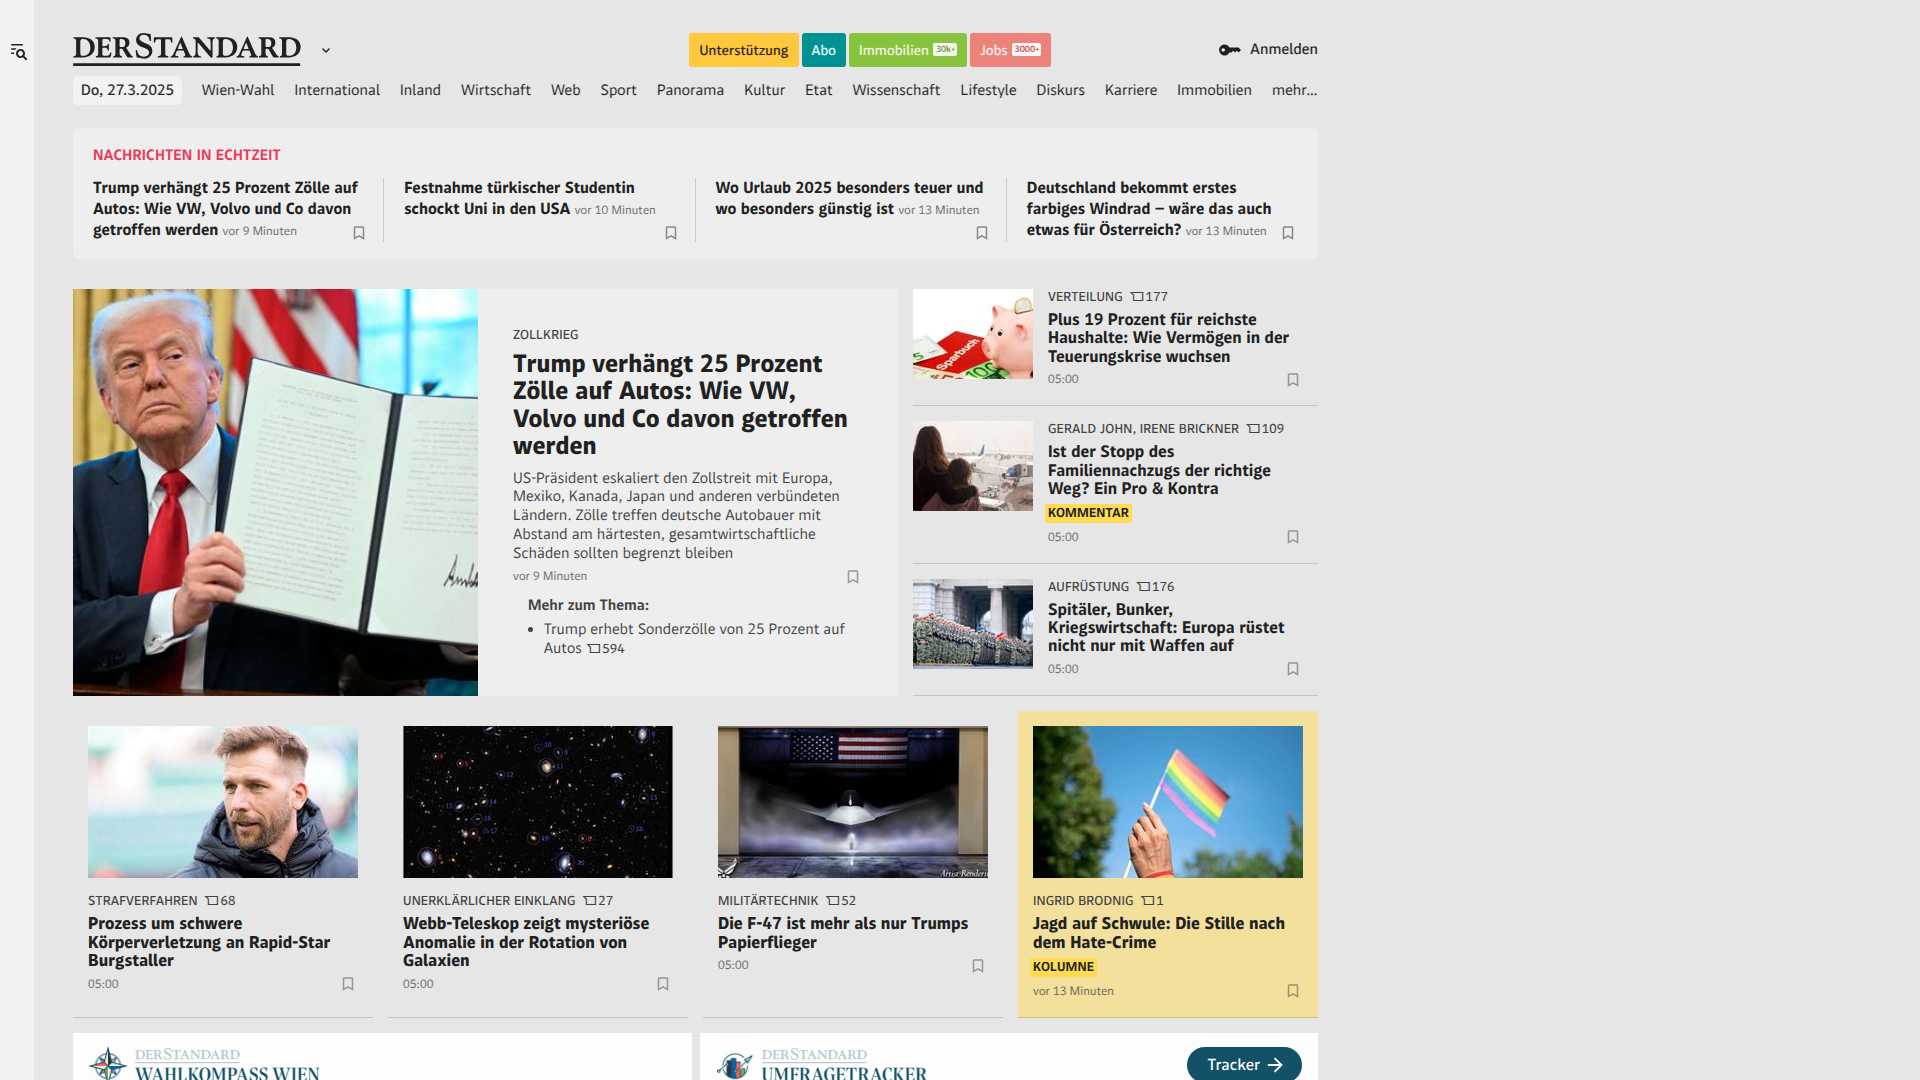 DERSTANDARD
Unterstützung
Abo
Immobilien 30k+
Jobs 3000+
Anmelden
Do, 27.3.2025
Wien-Wahl
International
Inland
Wirtschaft
Web
Sport
Panorama
Kultur
Etat
Wissenschaft
Lifestyle
Diskurs
Karriere
Immobilien
mehr...
NACHRICHTEN IN ECHTZEIT
Trump verhängt 25 Prozent Zölle auf
Autos: Wie VW, Volvo und Co davon
getroffen werden vor 9 Minuten
Festnahme türkischer Studentin
schockt Uni in den USA vor 10 Minuten
Wo Urlaub 2025 besonders teuer und
wo besonders günstig ist vor 13 Minuten
Deutschland bekommt erstes
farbiges Windrad – wäre das auch
etwas für Österreich? vor 13 Minuten
ZOLLKRIEG
Trump verhängt 25 Prozent
Zölle auf Autos: Wie VW,
Volvo und Co davon getroffen
werden
US-Präsident eskaliert den Zollstreit mit Europa,
Mexiko, Kanada, Japan und anderen verbündeten
Ländern. Zölle treffen deutsche Autobauer mit
Abstand am härtesten, gesamtwirtschaftliche
Schäden sollten begrenzt bleiben
vor 9 Minuten
Mehr zum Thema:
• Trump erhebt Sonderzölle von 25 Prozent auf
Autos 594
Sparbuch
100
VERTEILUNG 177
Plus 19 Prozent für reichste
Haushalte: Wie Vermögen in der
Teuerungskrise wuchsen
05:00
GERALD JOHN, IRENE BRICKNER 109
Ist der Stopp des
Familiennachzugs der richtige
Weg? Ein Pro & Kontra
KOMMENTAR
05:00
AUFRÜSTUNG 176
Spitäler, Bunker,
Kriegswirtschaft: Europa rüstet
nicht nur mit Waffen auf
05:00
STRAFVERFAHREN 68
Prozess um schwere
Körperverletzung an Rapid-Star
Burgstaller
05:00
UNERKLÄRLICHER EINKLANG 27
Webb-Teleskop zeigt mysteriöse
Anomalie in der Rotation von
Galaxien
05:00
Artist Renderin
MILITÄRTECHNIK 52
Die F-47 ist mehr als nur Trumps
Papierflieger
05:00
INGRID BRODNIG 1
Jagd auf Schwule: Die Stille nach
dem Hate-Crime
KOLUMNE
vor 13 Minuten
DERSTANDARD
WAHLKOMPASS WIEN
DERSTANDARD
UMFRAGETRACKER
Tracker